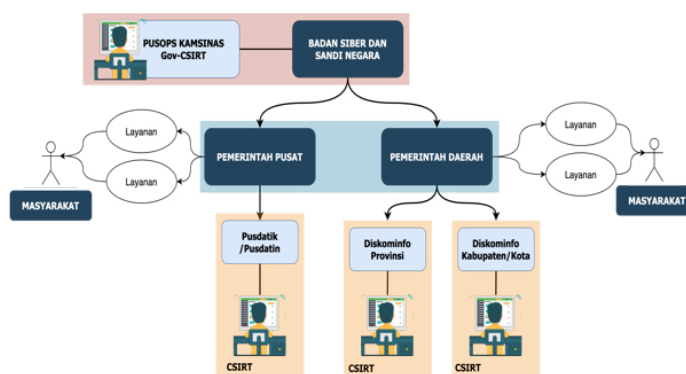 PUSOPS KAMSINAS
Gov-CSIRT
BADAN SIBER DAN
SANDI NEGARA
Layanan
Layanan
MASYARAKAT
PEMERINTAH PUSAT
PEMERINTAH DAERAH
Layanan
Layanan
MASYARAKAT
Pusdatik
/Pusdatin
CSIRT
Diskominfo
Provinsi
CSIRT
Diskominfo
Kabupaten/Kota
CSIRT